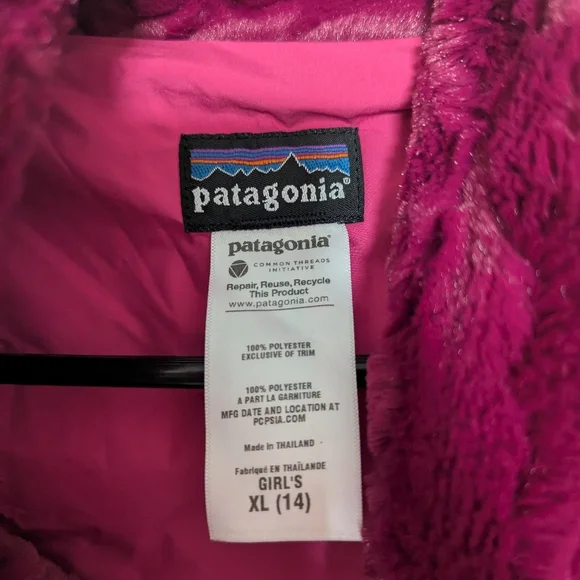 patagonia®
patagonia®
COMMON THREADS
INITIATIVE
Repair, Reuse, Recycle
This Product
www.patagonia.com
100% POLYESTER
EXCLUSIVE OF TRIM
100% POLYESTER
A PART LA GARNITURE
MFG DATE AND LOCATION AT
PCPSIA.COM
Made in THAILAND
Fabriqué EN THAÏLANDE
GIRL'S
XL (14)